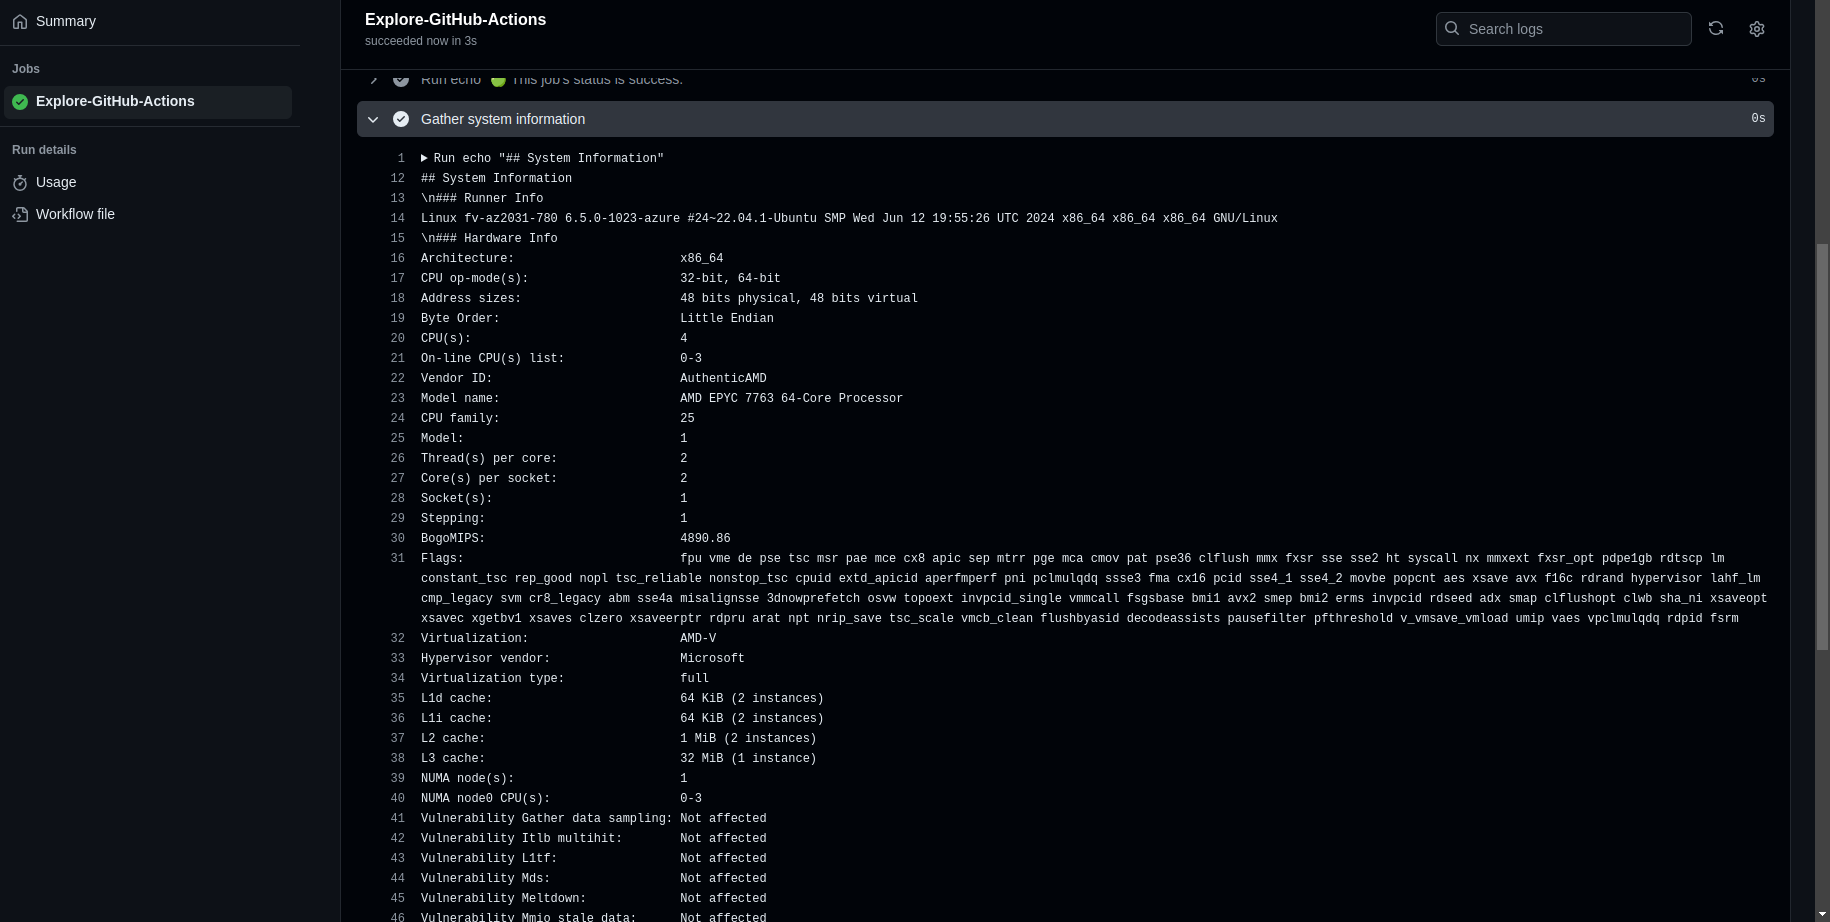 Summary
Jobs
Explore-GitHub-Actions
Run details
Usage
Workflow file
Explore-GitHub-Actions
succeeded now in 3s
Search logs
Run echo "🍏 This job's status is success." 0s
Gather system information 0s
1 Run echo "## System Information"
12 ## System Information
13 \n### Runner Info
14 Linux fv-az2031-780 6.5.0-1023-azure #24~22.04.1-Ubuntu SMP Wed Jun 12 19:55:26 UTC 2024 x86_64 x86_64 x86_64 GNU/Linux
15 \n### Hardware Info
16 Architecture: x86_64
17 CPU op-mode(s): 32-bit, 64-bit
18 Address sizes: 48 bits physical, 48 bits virtual
19 Byte Order: Little Endian
20 CPU(s): 4
21 On-line CPU(s) list: 0-3
22 Vendor ID: AuthenticAMD
23 Model name: AMD EPYC 7763 64-Core Processor
24 CPU family: 25
25 Model: 1
26 Thread(s) per core: 2
27 Core(s) per socket: 2
28 Socket(s): 1
29 Stepping: 1
30 BogoMIPS: 4890.86
31 Flags: fpu vme de pse tsc msr pae mce cx8 apic sep mtrr pge mca cmov pat pse36 clflush mmx fxsr sse sse2 ht syscall nx mmxext fxsr_opt pdpe1gb rdtscp lm
constant_tsc rep_good nopl tsc_reliable nonstop_tsc cpuid extd_apicid aperfmperf pni pclmulqdq ssse3 fma cx16 pcid sse4_1 sse4_2 movbe popcnt aes xsave avx f16c rdrand hypervisor lahf_lm
cmp_legacy svm cr8_legacy abm sse4a misalignsse 3dnowprefetch osvw topoext invpcid_single vmmcall fsgsbase bmi1 avx2 smep bmi2 erms invpcid rdseed adx smap clflushopt clwb sha_ni xsaveopt
xsavec xgetbv1 xsaves clzero xsaveerptr rdpru arat npt nrip_save tsc_scale vmcb_clean flushbyasid decodeassists pausefilter pfthreshold v_vmsave_vmload umip vaes vpclmulqdq rdpid fsrm
32 Virtualization: AMD-V
33 Hypervisor vendor: Microsoft
34 Virtualization type: full
35 L1d cache: 64 KiB (2 instances)
36 L1i cache: 64 KiB (2 instances)
37 L2 cache: 1 MiB (2 instances)
38 L3 cache: 32 MiB (1 instance)
39 NUMA node(s): 1
40 NUMA node0 CPU(s): 0-3
41 Vulnerability Gather data sampling: Not affected
42 Vulnerability Itlb multihit: Not affected
43 Vulnerability L1tf: Not affected
44 Vulnerability Mds: Not affected
45 Vulnerability Meltdown: Not affected
46 Vulnerability Mmio stale data: Not affected